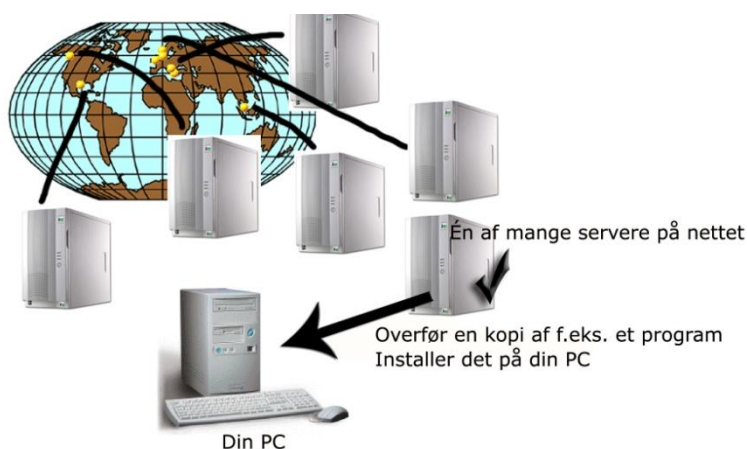 Én af mange servere på nettet
Overfør en kopi af f.eks. et program
Installer det på din PC
Din PC